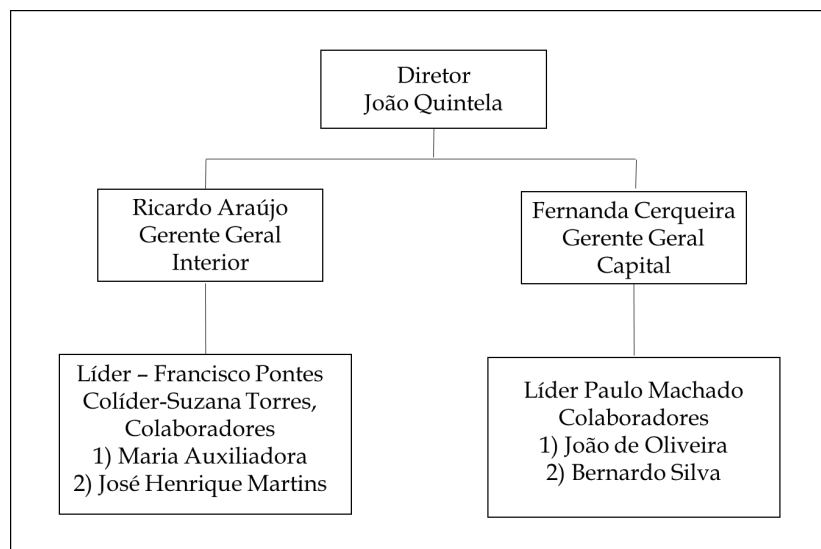 Diretor
João Quintela
Ricardo Araújo
Gerente Geral
Interior
Fernanda Cerqueira
Gerente Geral
Capital
Líder – Francisco Pontes
Colíder-Suzana Torres,
Colaboradores
1) Maria Auxiliadora
2) José Henrique Martins
Líder Paulo Machado
Colaboradores
1) João de Oliveira
2) Bernardo Silva